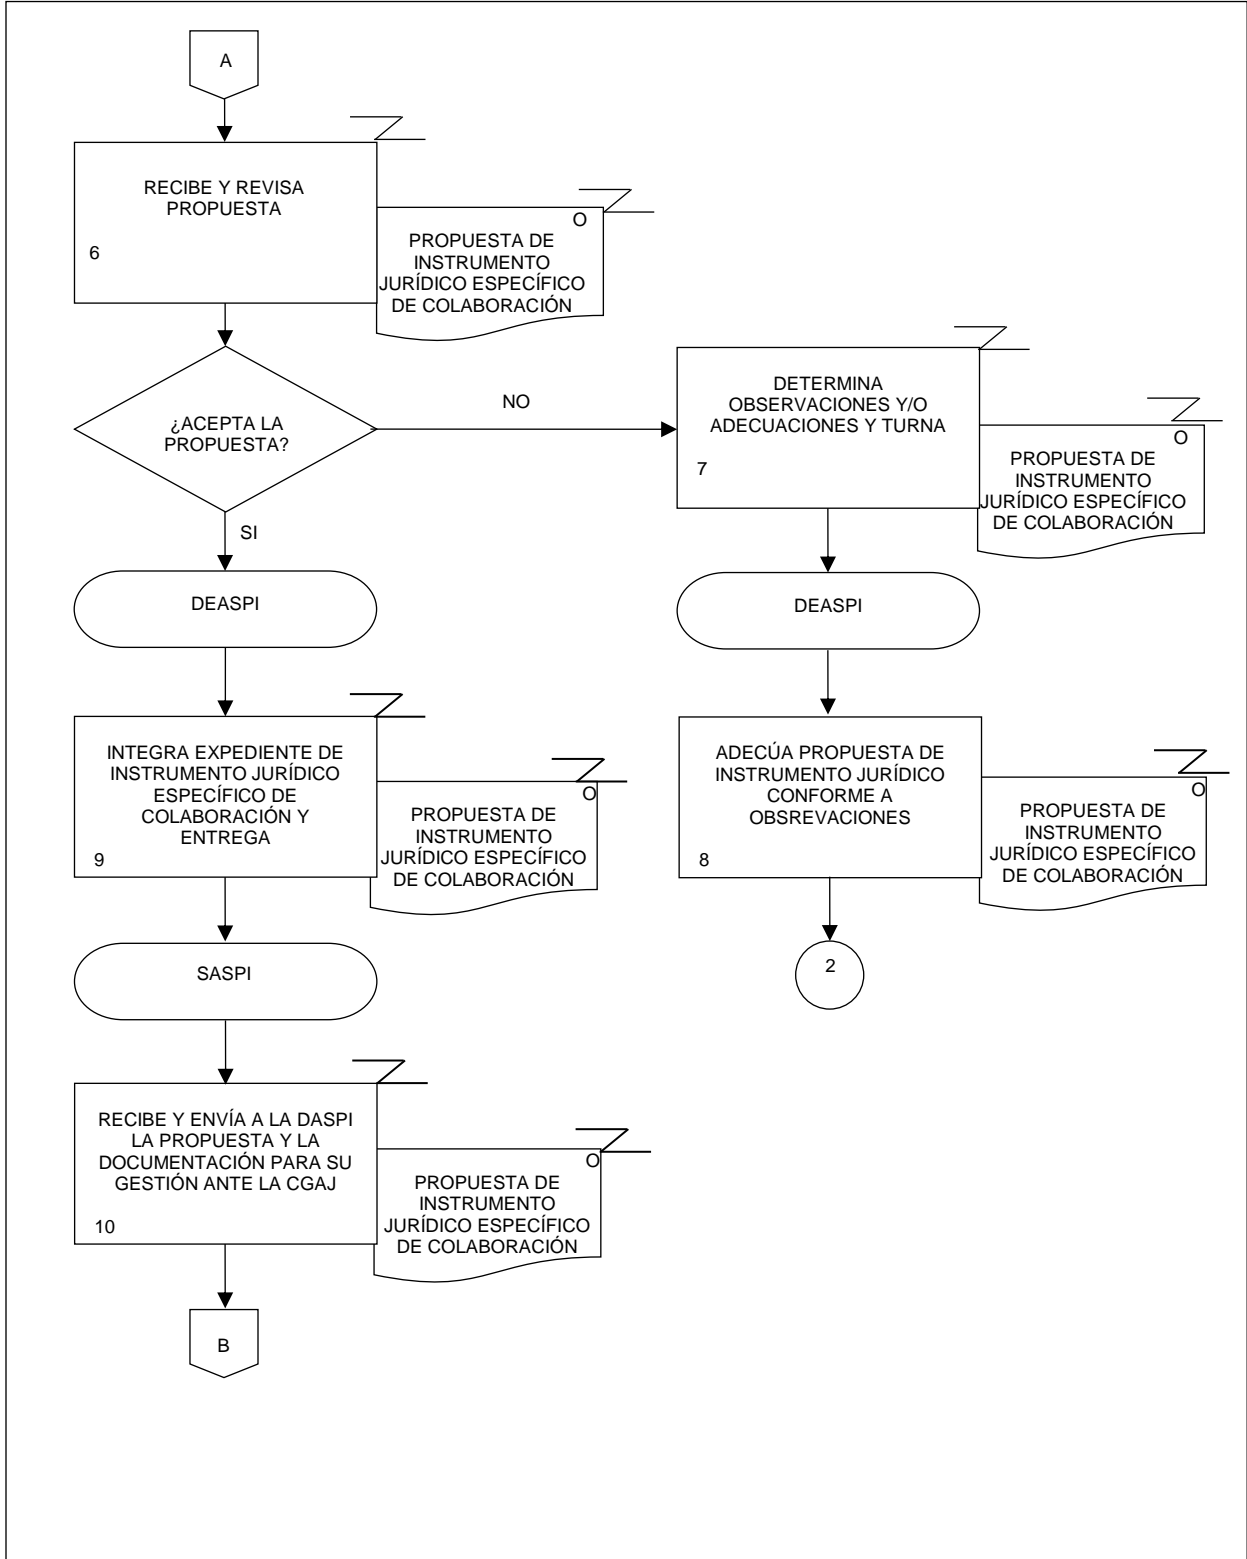 A
RECIBE Y REVISA
PROPUESTA
6
O
PROPUESTA DE
INSTRUMENTO
JURÍDICO ESPECÍFICO
DE COLABORACIÓN
¿ACEPTA LA
PROPUESTA?
NO
SI
DETERMINA
OBSERVACIONES Y/O
ADECUACIONES Y TURNA
7
O
PROPUESTA DE
INSTRUMENTO
JURÍDICO ESPECÍFICO
DE COLABORACIÓN
DEASPI
DEASPI
INTEGRA EXPEDIENTE DE
INSTRUMENTO JURÍDICO
ESPECÍFICO DE
COLABORACIÓN Y
ENTREGA
9
O
PROPUESTA DE
INSTRUMENTO
JURÍDICO ESPECÍFICO
DE COLABORACIÓN
ADECÚA PROPUESTA DE
INSTRUMENTO JURÍDICO
CONFORME A
OBSREVACIONES
8
O
PROPUESTA DE
INSTRUMENTO
JURÍDICO ESPECÍFICO
DE COLABORACIÓN
SASPI
2
RECIBE Y ENVÍA A LA DASPI
LA PROPUESTA Y LA
DOCUMENTACIÓN PARA SU
GESTIÓN ANTE LA CGAJ
10
O
PROPUESTA DE
INSTRUMENTO
JURÍDICO ESPECÍFICO
DE COLABORACIÓN
B